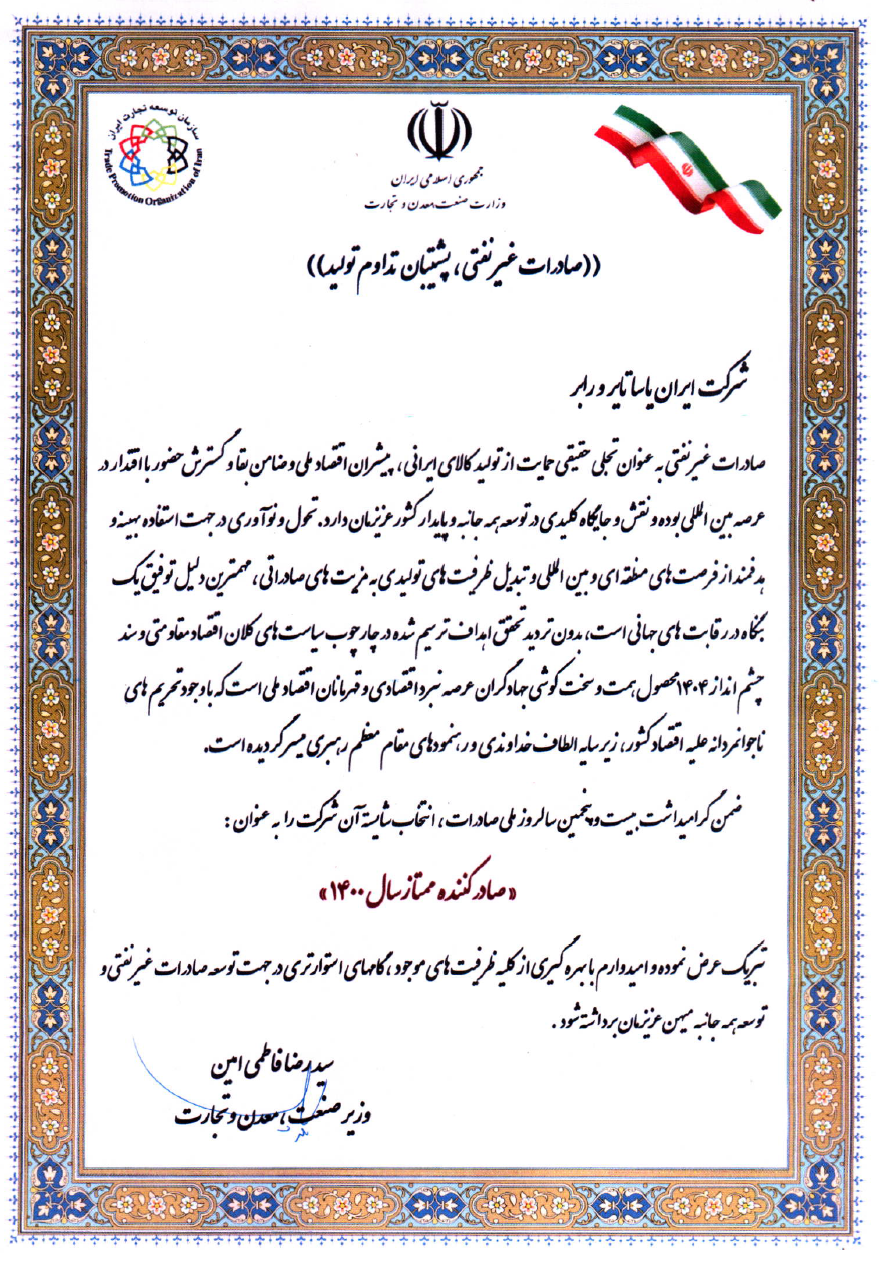 سازمان توسعه تجارت ایران
Trade Promotion Organization of Iran
جمهوری اسلامی ایران
وزارت صنعت، معدن و تجارت
((صادرات غیرنفتی، پشتیبان تداوم تولید))
شرکت ایران یاسا تایر و رابر
صادرات غیرنفتی به عنوان تجلی حقیقی حمایت از تولید کالای ایرانی، پیشران اقتصاد ملی و ضامن بقا و گسترش حضور با اقتدار در
عرصه بین المللی بوده و نقش و جایگاه کلیدی در توسعه همه جانبه و پایدار کشور عزیزمان دارد. تحول و نوآوری در جهت استفاده بهینه و
هدفمند از فرصت های منطقه ای و بین المللی و تبدیل ظرفیت های تولیدی به مزیت های صادراتی، مهمترین دلیل توفیق یک
بنگاه در رقابت های جهانی است، بدون تردید تحقق اهداف ترسیم شده در چارچوب سیاست های کلان اقتصاد مقاومتی و سند
چشم انداز ۱۴۰۴ محصول همت و سخت کوشی جهادگران عرصه نبرد اقتصادی و قهرمانان اقتصاد ملی است که با وجود تحریم های
ناجوانمردانه علیه اقتصاد کشور، زیر سایه الطاف خداوندی و رهنمودهای مقام معظم رهبری میسر گردیده است.
ضمن گرامیداشت بیست و پنجمین سالروز ملی صادرات، انتخاب شایسته آن شرکت را به عنوان :
«صادر کننده ممتاز سال ۱۴۰۰»
تبریک عرض نموده و امیدوارم با بهره گیری از کلیه ظرفیت های موجود، گامهای استوارتری در جهت توسعه صادرات غیرنفتی و
توسعه همه جانبه میهن عزیزمان برداشته شود.
سید رضا فاطمی امین
وزیر صنعت، معدن و تجارت